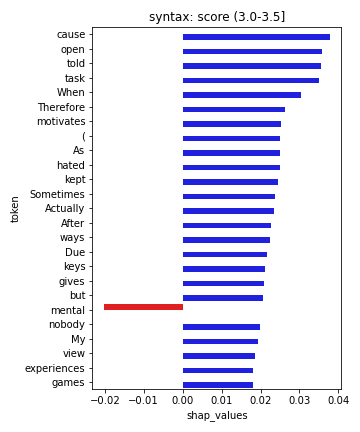 syntax: score (3.0-3.5]
cause
open
told
task
When
Therefore
motivates
(
As
hated
kept
Sometimes
Actually
After
ways
Due
keys
gives
but
mental
nobody
My
view
experiences
games
token
−0.02 −0.01 0.00 0.01 0.02 0.03 0.04
shap_values